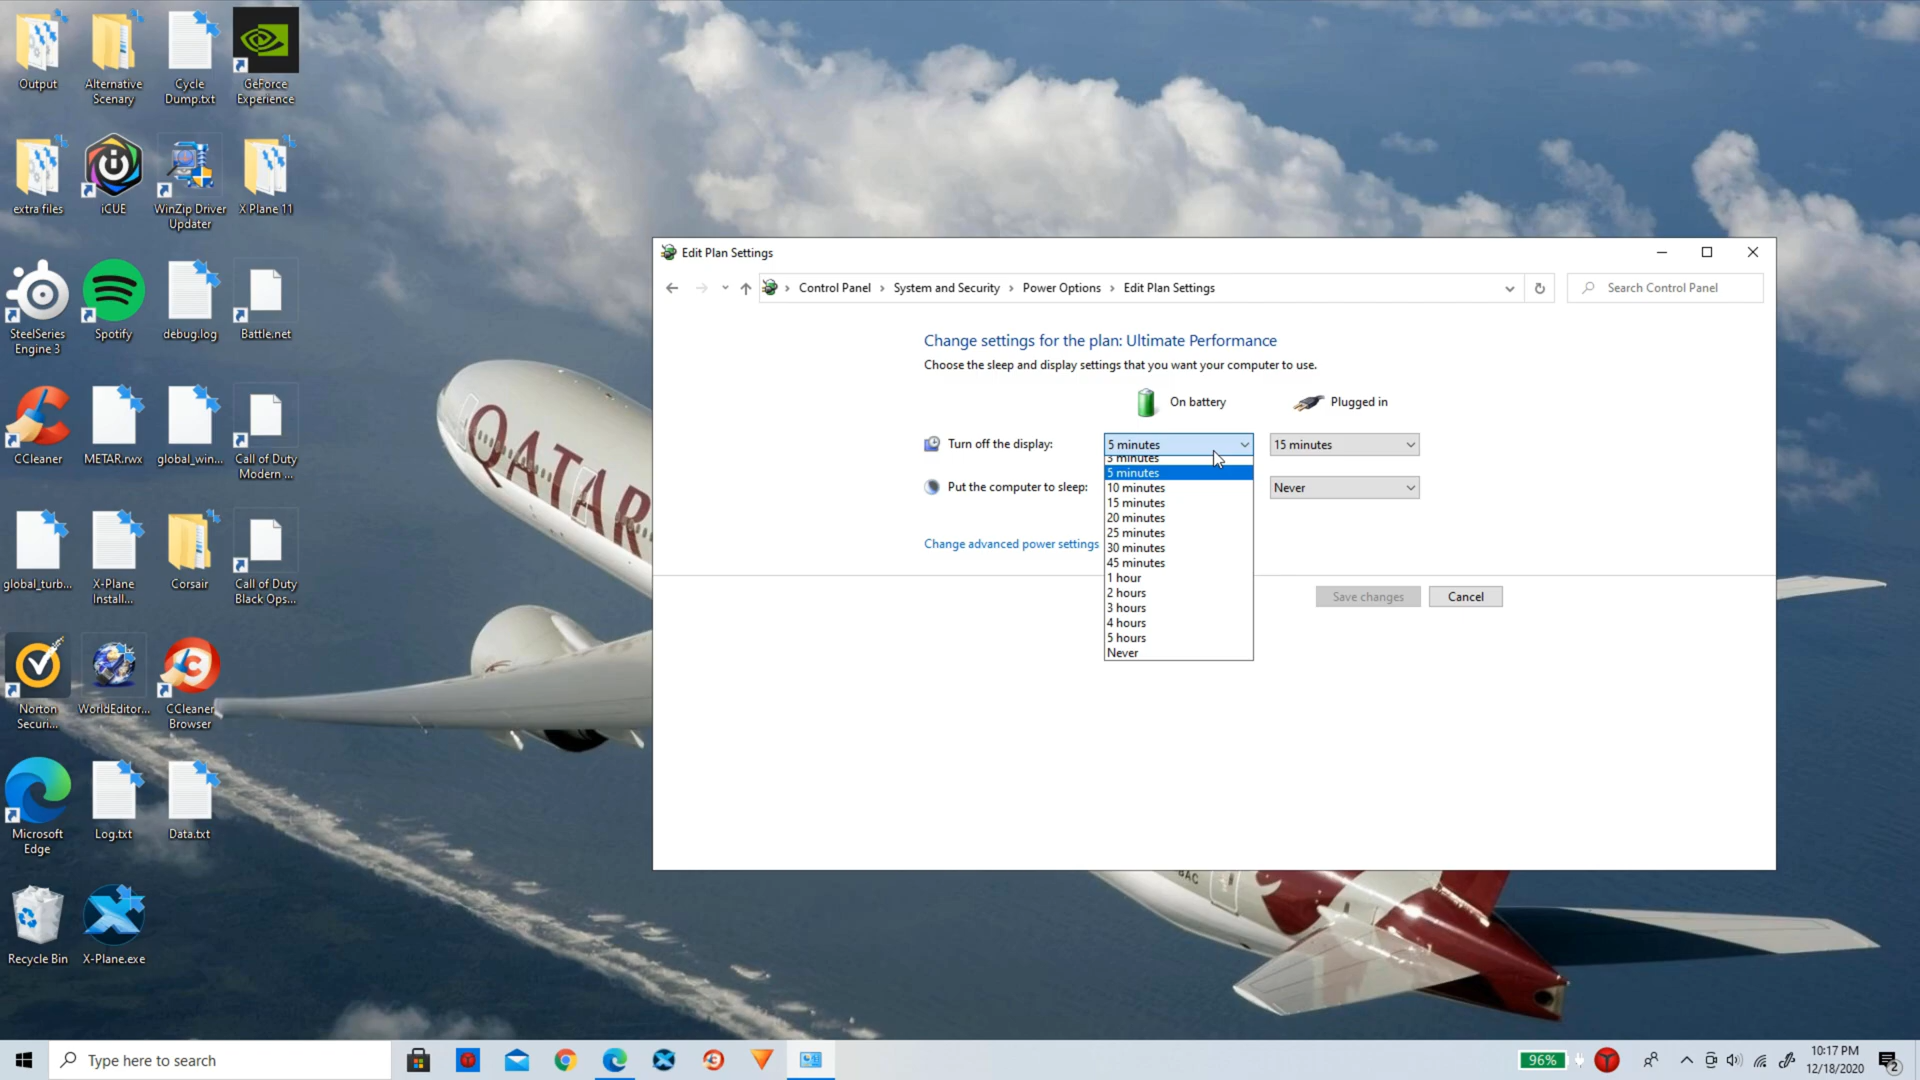 Output
Alternative
Scenary
Cycle
Dump.txt
GeForce
Experience
extra files
iCUE
WinZip Driver
Updater
X Plane 11
SteelSeries
Engine 3
Spotify
debug.log
Battle.net
CCleaner
METAR.rwx
global_win...
Call of Duty
Modern ...
global_turb...
X-Plane
Install...
Corsair
Call of Duty
Black Ops...
Norton
Securi...
WorldEditor...
CCleaner
Browser
Microsoft
Edge
Log.txt
Data.txt
Recycle Bin
X-Plane.exe
QATAR
Edit Plan Settings
Control Panel > System and Security > Power Options > Edit Plan Settings
Search Control Panel
Change settings for the plan: Ultimate Performance
Choose the sleep and display settings that you want your computer to use.
On battery
Plugged in
Turn off the display:
5 minutes
15 minutes
3 minutes
5 minutes
10 minutes
15 minutes
20 minutes
25 minutes
30 minutes
45 minutes
1 hour
2 hours
3 hours
4 hours
5 hours
Never
Put the computer to sleep:
Never
Change advanced power settings
Save changes
Cancel
Type here to search
96%
10:17 PM
12/18/2020
2